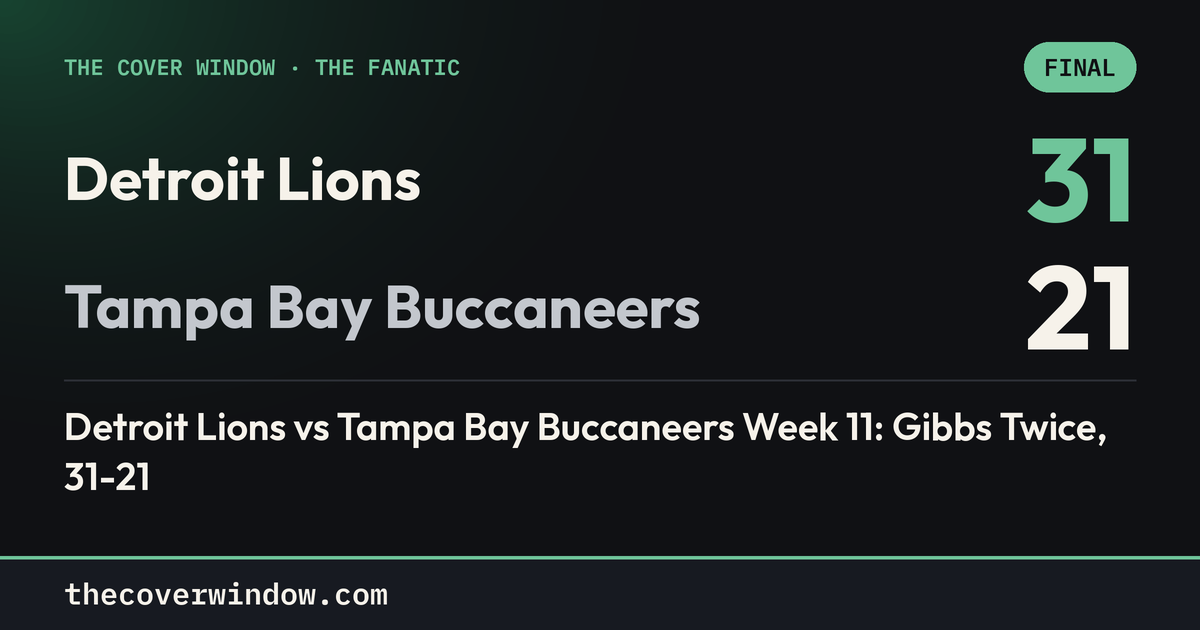 THE COVER WINDOW · THE FANATIC
FINAL
Detroit Lions
31
Tampa Bay Buccaneers
21
Detroit Lions vs Tampa Bay Buccaneers Week 11: Gibbs Twice,
31-21
thecoverwindow.com